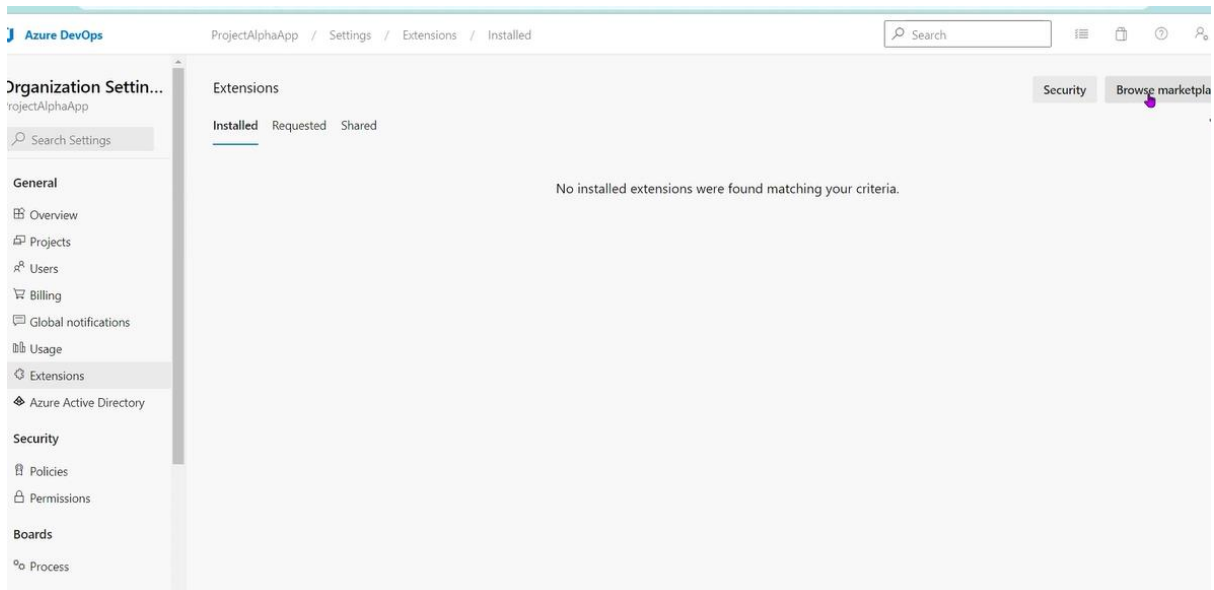 Azure DevOps
ProjectAlphaApp / Settings / Extensions / Installed
Search
Organization Settin...
ProjectAlphaApp
Search Settings
General
Overview
Projects
Users
Billing
Global notifications
Usage
Extensions
Azure Active Directory
Security
Policies
Permissions
Boards
Process
Extensions
Security
Browse marketpla
Installed Requested Shared
No installed extensions were found matching your criteria.